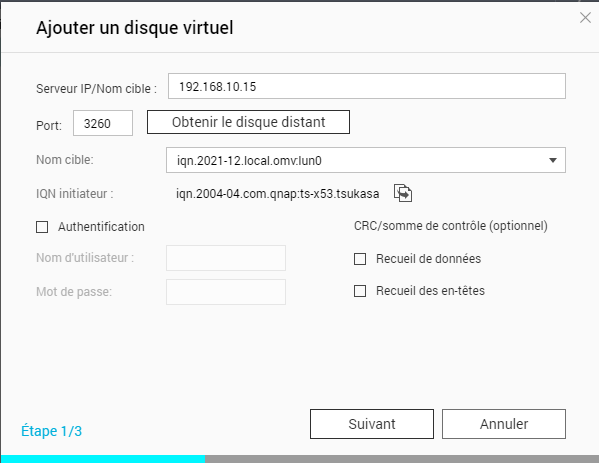 Ajouter un disque virtuel
Serveur IP/Nom cible : 192.168.10.15
Port: 3260 Obtenir le disque distant
Nom cible: iqn.2021-12.local.omv:lun0
IQN initiateur : iqn.2004-04.com.qnap:ts-x53.tsukasa
Authentification CRC/somme de contrôle (optionnel)
Nom d'utilisateur : Recueil de données
Mot de passe: Recueil des en-têtes
Étape 1/3 Suivant Annuler